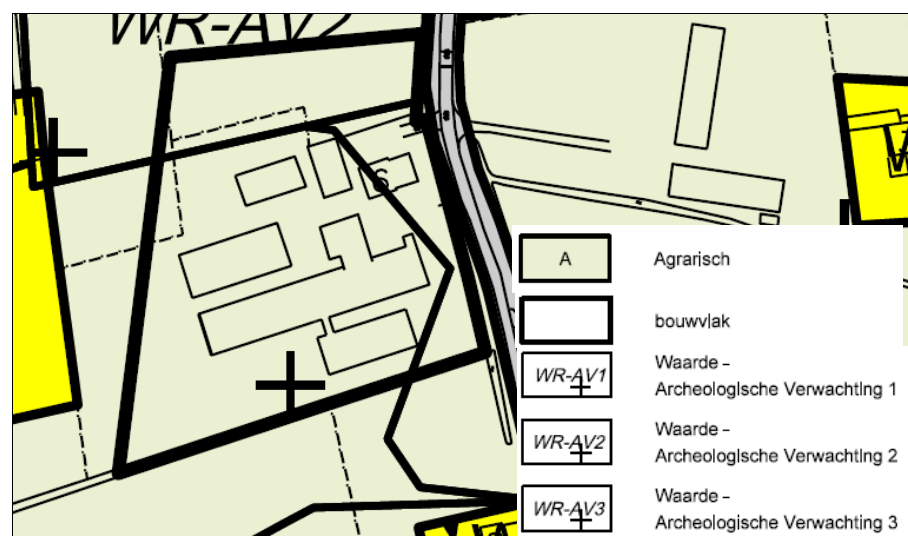 WR-AV2
A
Agrarisch
bouwvlak
WR-AV1
Waarde –
Archeologische Verwachting 1
WR-AV2
Waarde –
Archeologische Verwachting 2
WR-AV3
Waarde –
Archeologische Verwachting 3